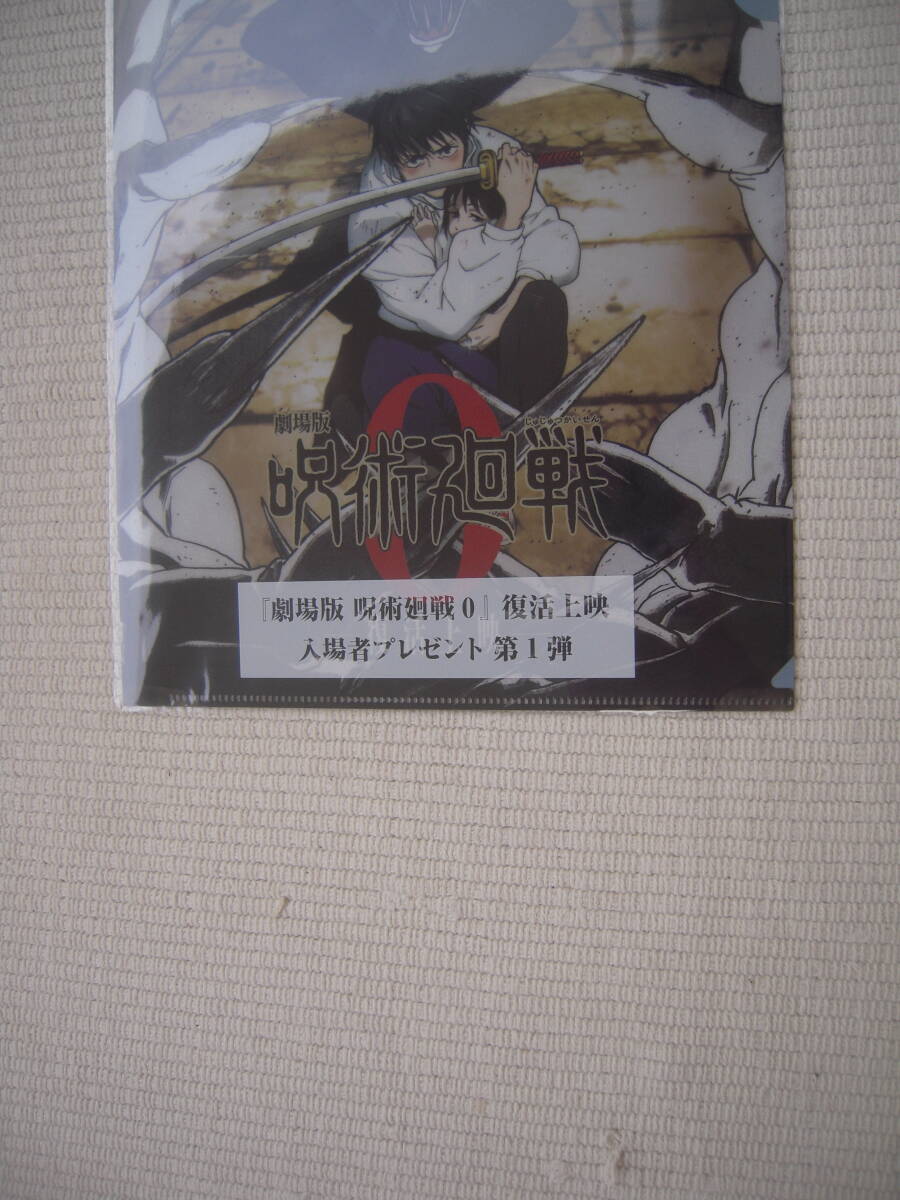 劇場版
じゅじゅつかいせん
呪術廻戦
0
『劇場版 呪術廻戦0』復活上映
入場者プレゼント 第1弾